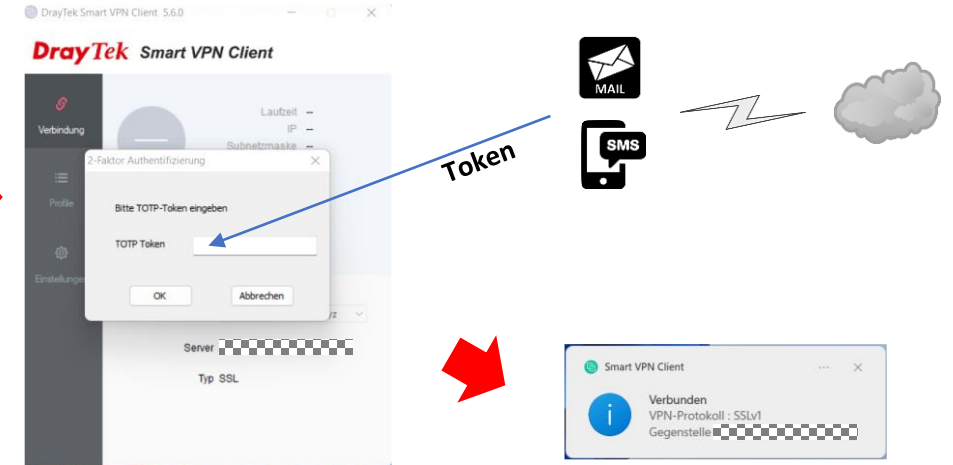 DrayTek Smart VPN Client 5.6.0
DrayTek Smart VPN Client
Verbindung
Laufzeit --
IP --
Subnetzmaske --
2-Faktor Authentifizierung
Bitte TOTP-Token eingeben
TOTP Token
OK
Abbrechen
Profile
Einstellungen
yz
Server
Typ SSL
Token
MAIL
SMS
Smart VPN Client
Verbunden
VPN-Protokoll : SSLv1
Gegenstelle